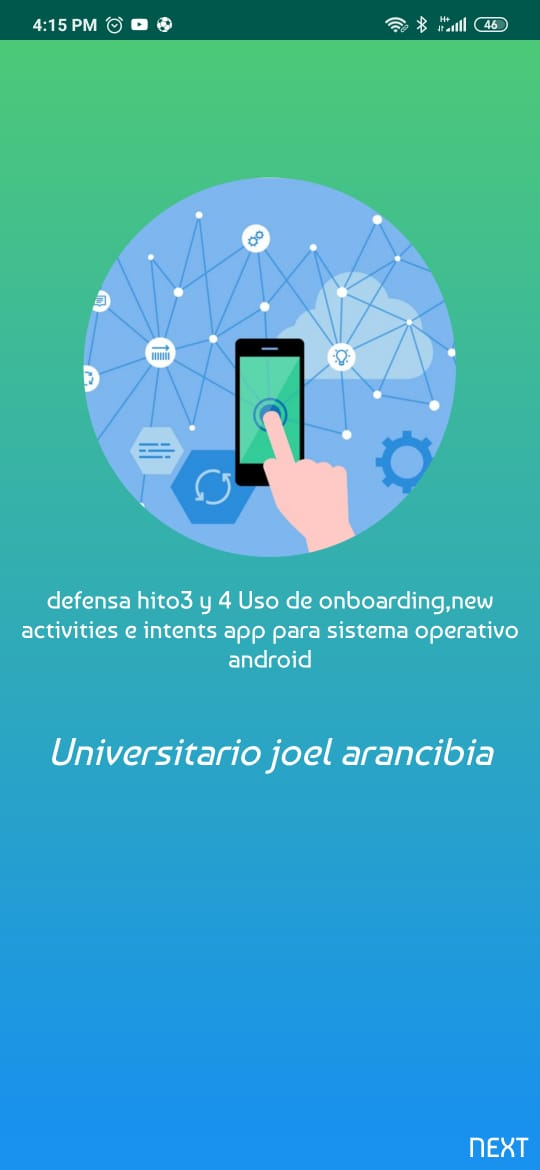 4:15 PM
H+
46
defensa hito3 y 4 Uso de onboarding,new
activities e intents app para sistema operativo
android
Universitario joel arancibia
NEXT